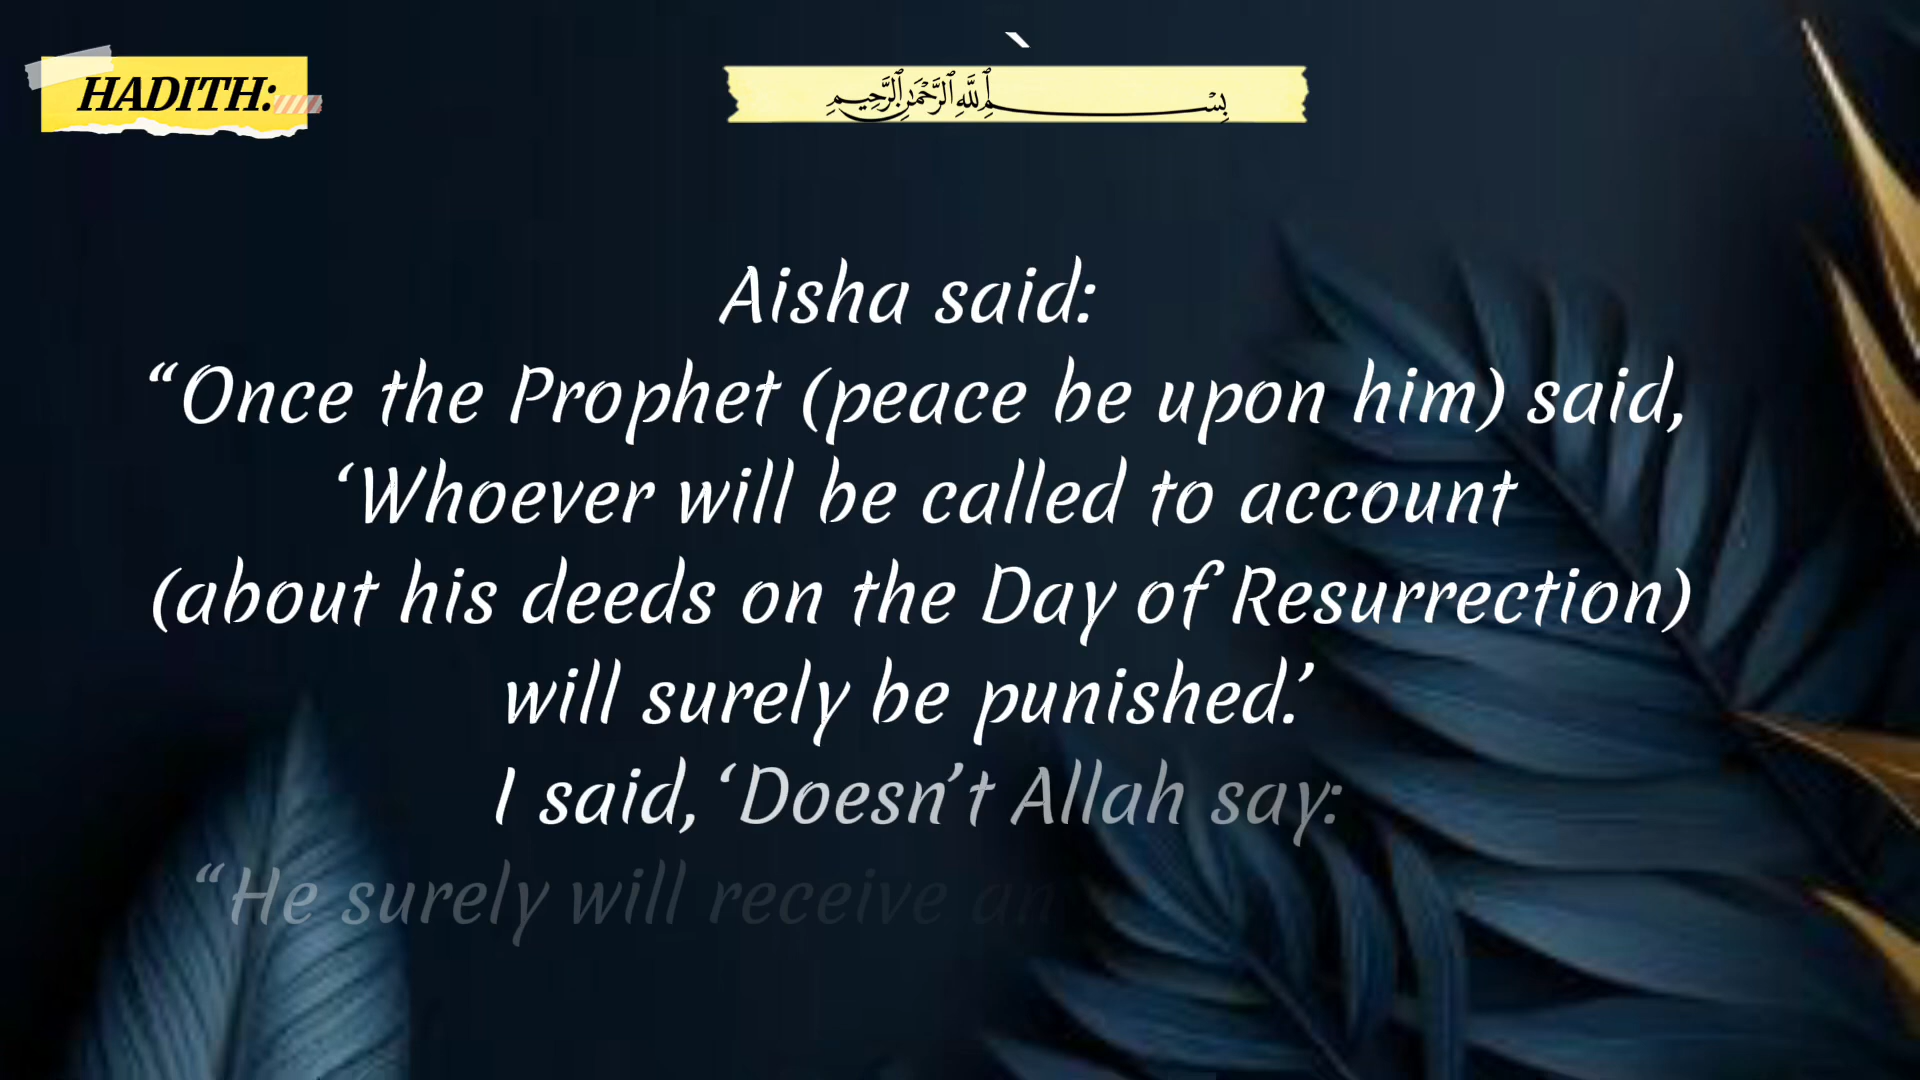 HADITH:
بِسْمِ ٱللَّهِ ٱلرَّحْمَٰنِ ٱلرَّحِيمِ
Aisha said:
“Once the Prophet (peace be upon him) said,
‘Whoever will be called to account
(about his deeds on the Day of Resurrection)
will surely be punished.’
I said, ‘Doesn’t Allah say:
“He surely will receive an